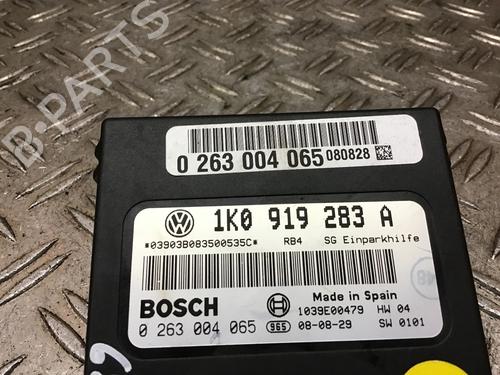 B-PARTS
0 263 004 065 080828
1K0 919 283 A
*03903B083500535C* RB4 SG Einparkhilfe
Made in Spain
BOSCH 1039E00479 HW 04
0 263 004 065 965 08-08-29 SW 0101